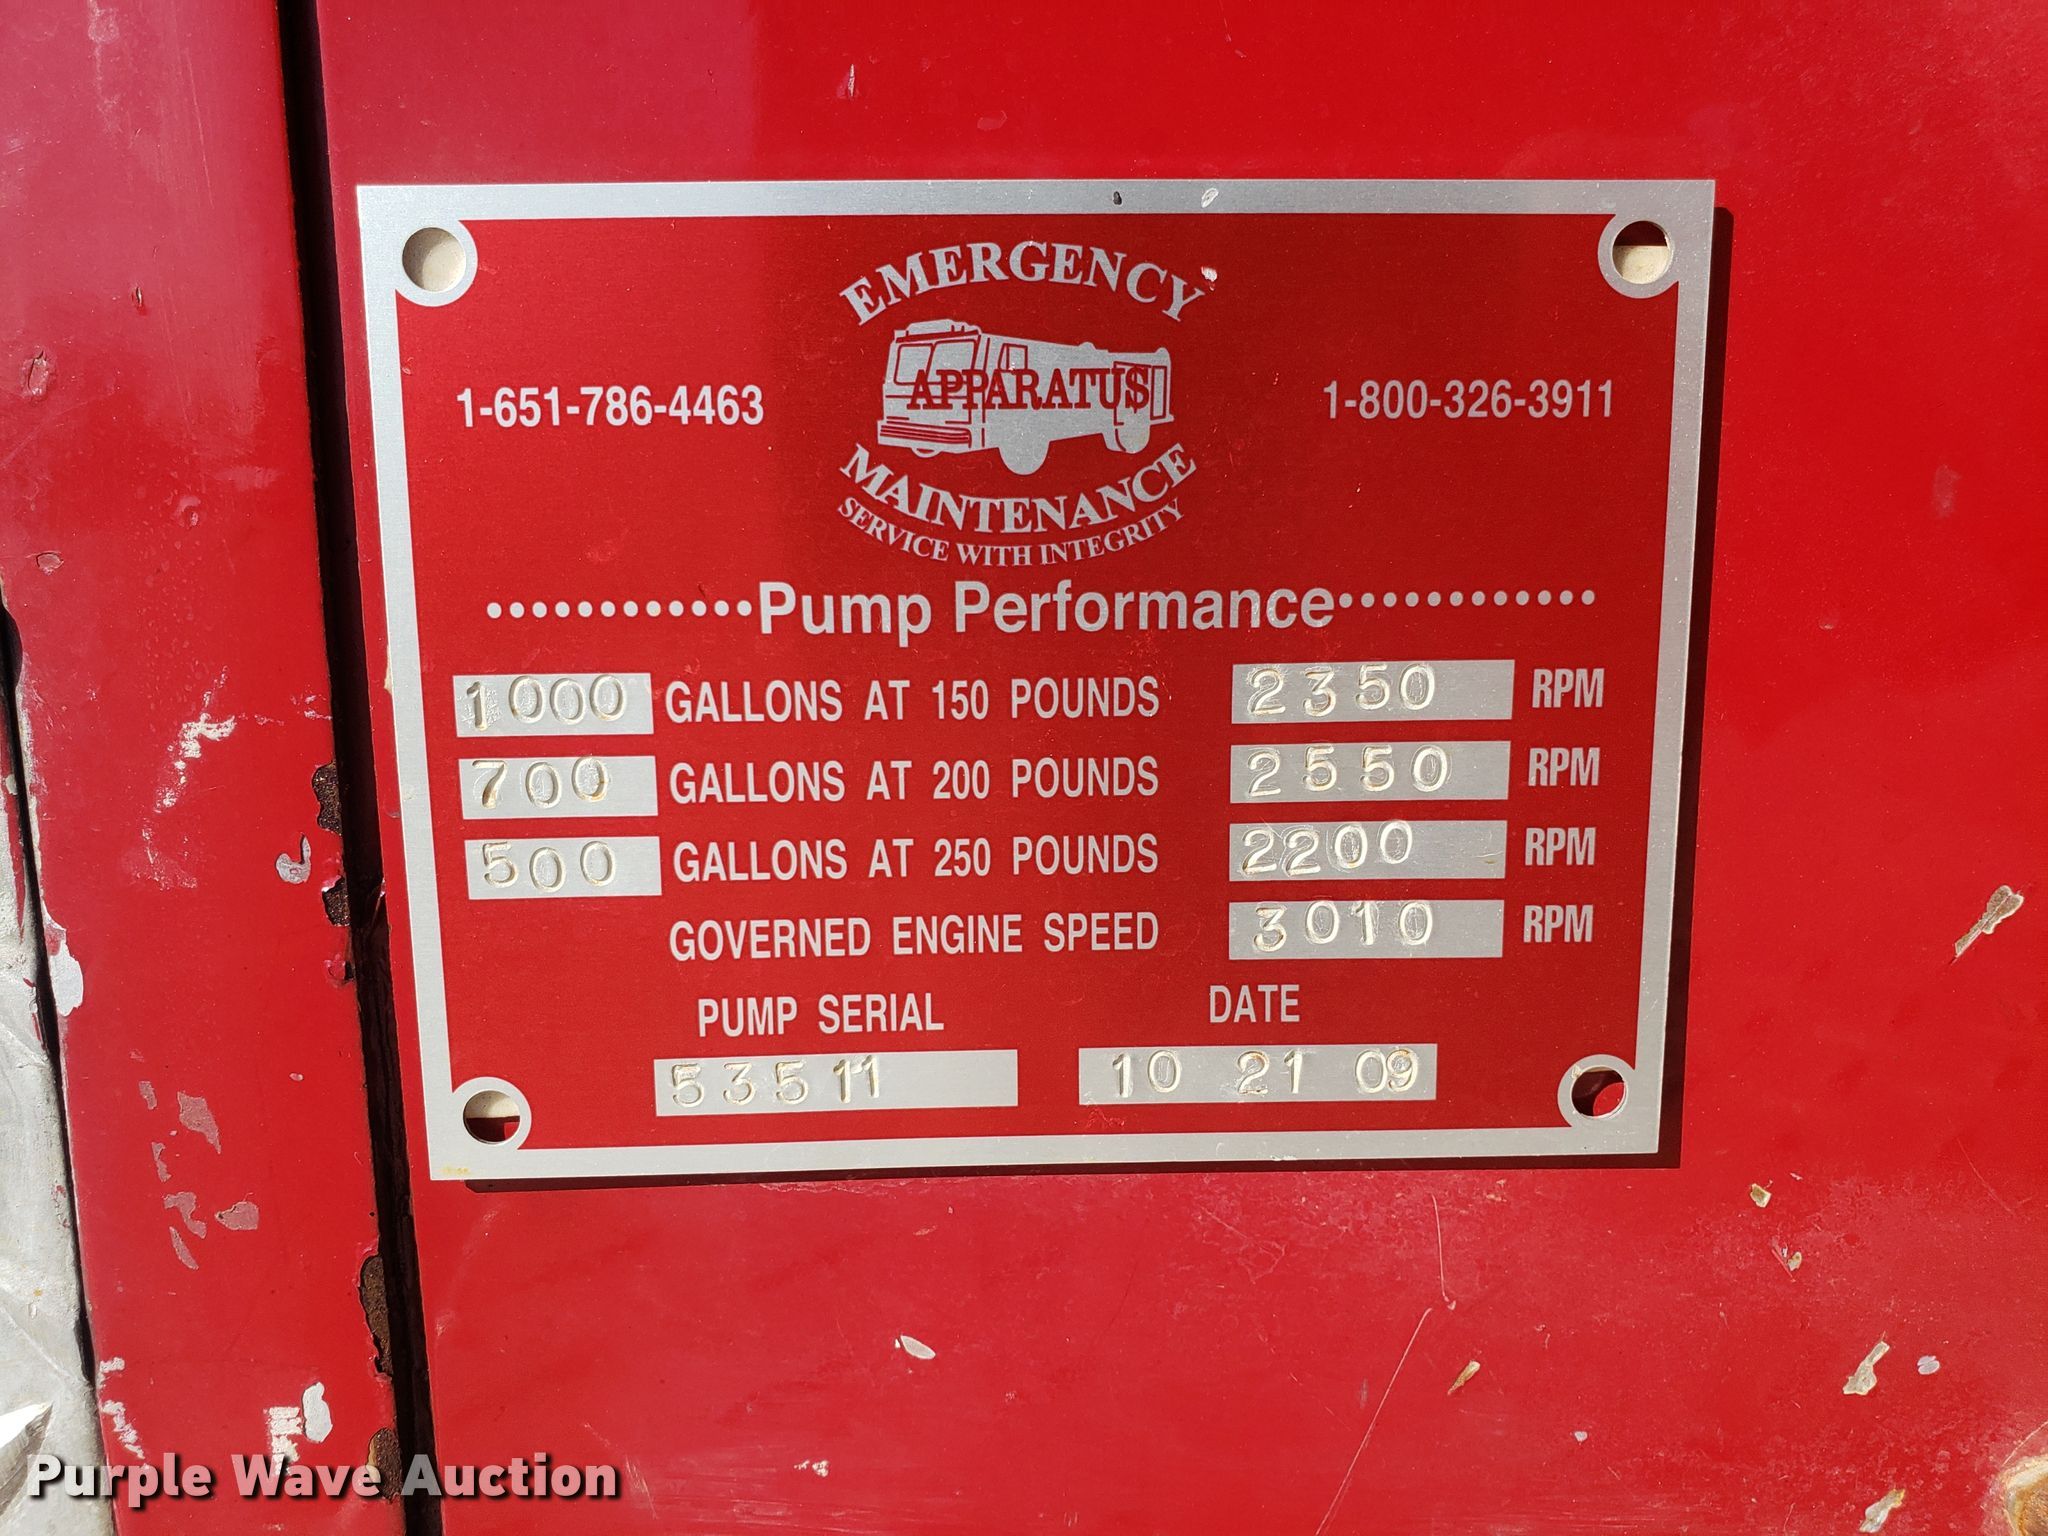 EMERGENCY
1-651-786-4463 APPARATUS 1-800-326-3911
MAINTENANCE
SERVICE WITH INTEGRITY
············Pump Performance············
1000 GALLONS AT 150 POUNDS 2350 RPM
700 GALLONS AT 200 POUNDS 2550 RPM
500 GALLONS AT 250 POUNDS 2200 RPM
GOVERNED ENGINE SPEED 3010 RPM
PUMP SERIAL DATE
53511 10 21 09
Purple Wave Auction